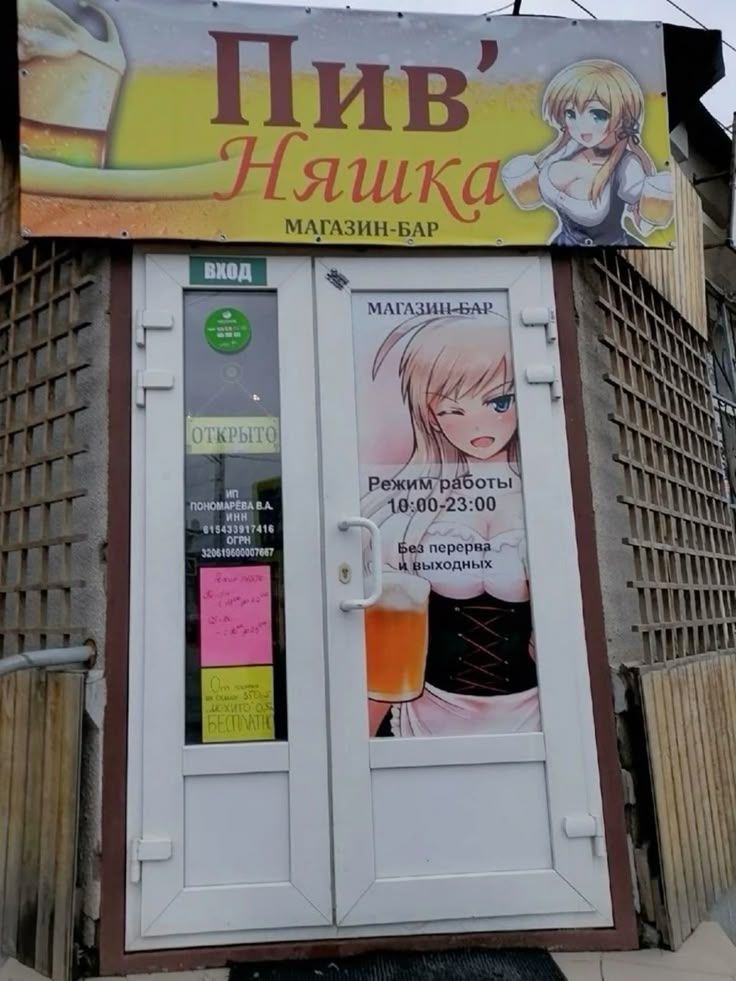 Пив'
Няшка
МАГАЗИН-БАР
ВХОД
МАГАЗИН-БАР
ОТКРЫТО
Режим работы
10:00-23:00
Без перерва
и выходных
ИП
ПОНОМАРЁВА В.А.
ИНН
615433917416
ОГРН
320619600007667
БЕСПЛАТНО